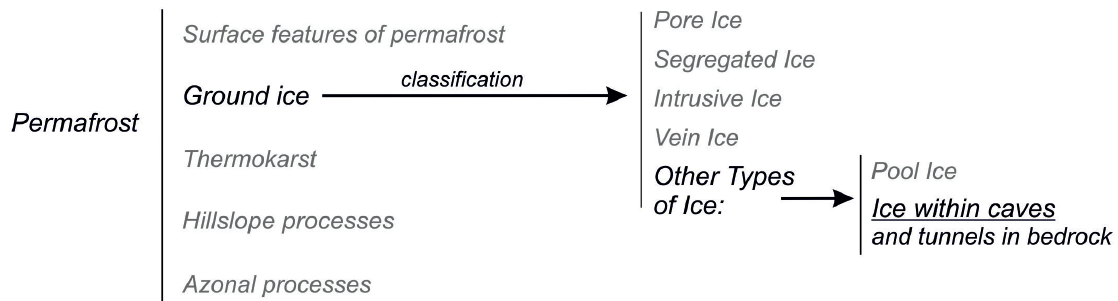 Permafrost
Surface features of permafrost
Ground ice
classification
Thermokarst
Hillslope processes
Azonal processes
Pore Ice
Segregated Ice
Intrusive Ice
Vein Ice
Other Types
of Ice:
Pool Ice
Ice within caves
and tunnels in bedrock